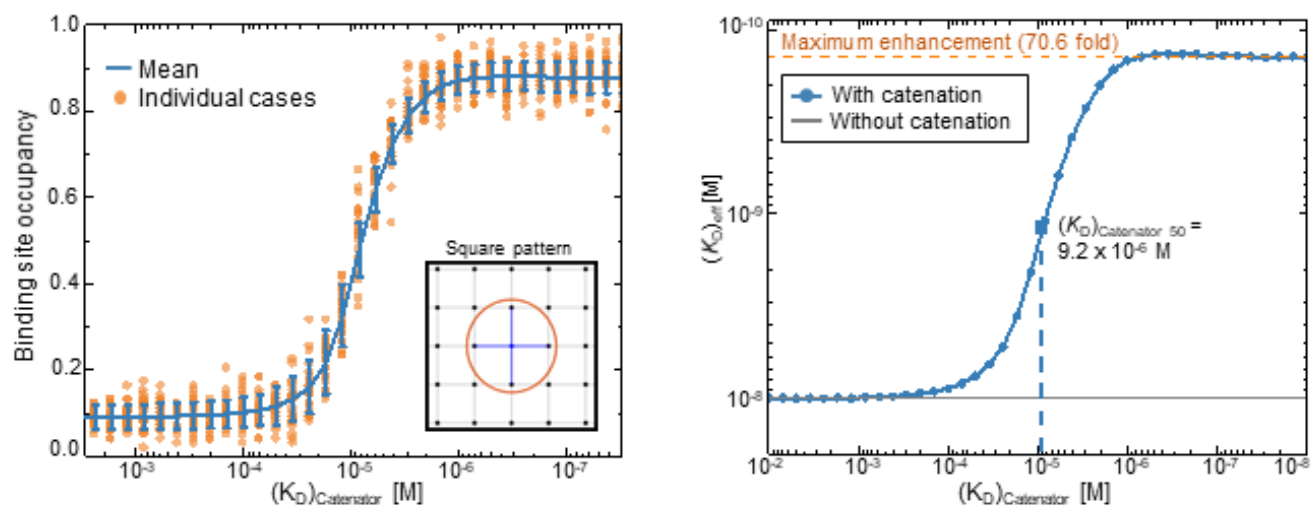 1.0
0.8
0.6
0.4
0.2
0.0
Binding site occupancy
Mean
Individual cases
Square pattern
10⁻³ 10⁻⁴ 10⁻⁵ 10⁻⁶ 10⁻⁷
(K_D)_Catenator [M]
10⁻¹⁰
10⁻⁹
10⁻⁸
(K_D)_eff [M]
Maximum enhancement (70.6 fold)
With catenation
Without catenation
(K_D)_Catenator 50 =
9.2 x 10⁻⁶ M
10⁻² 10⁻³ 10⁻⁴ 10⁻⁵ 10⁻⁶ 10⁻⁷ 10⁻⁸
(K_D)_Catenator [M]